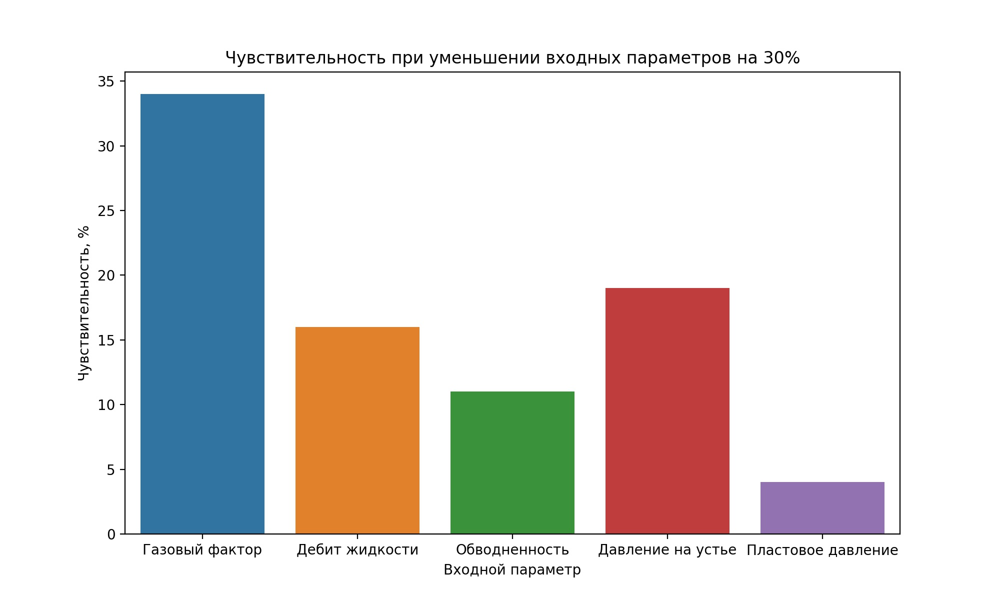 Чувствительность при уменьшении входных параметров на 30%
Чувствительность, %
35
30
25
20
15
10
5
0
Газовый фактор
Дебит жидкости
Обводненность
Давление на устье
Пластовое давление
Входной параметр